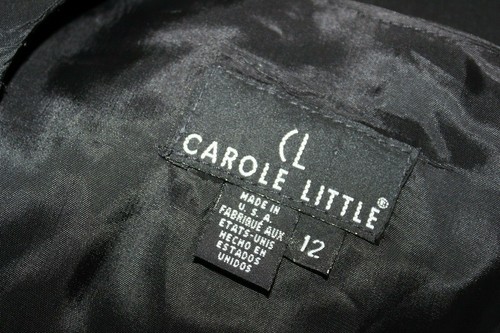 CL
CAROLE LITTLE®
MADE IN
U.S.A.
FABRIQUÉ AUX
ETATS-UNIS
HECHO EN
ESTADOS
UNIDOS
12